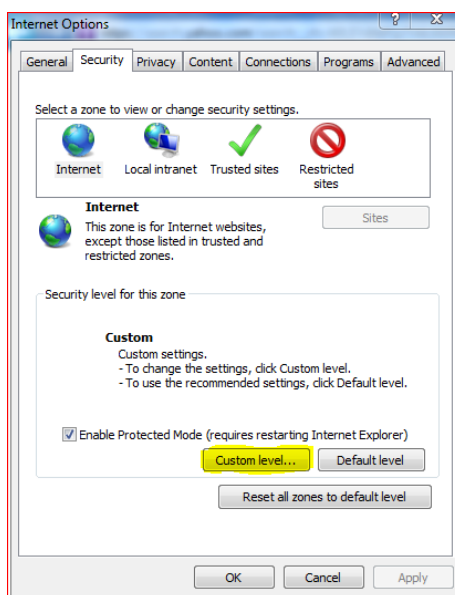 Internet Options
General Security Privacy Content Connections Programs Advanced
Select a zone to view or change security settings.
Internet Local intranet Trusted sites Restricted
sites
Internet
This zone is for Internet websites,
except those listed in trusted and
restricted zones.
Sites
Security level for this zone
Custom
Custom settings.
- To change the settings, click Custom level.
- To use the recommended settings, click Default level.
Enable Protected Mode (requires restarting Internet Explorer)
Custom level... Default level
Reset all zones to default level
OK Cancel Apply